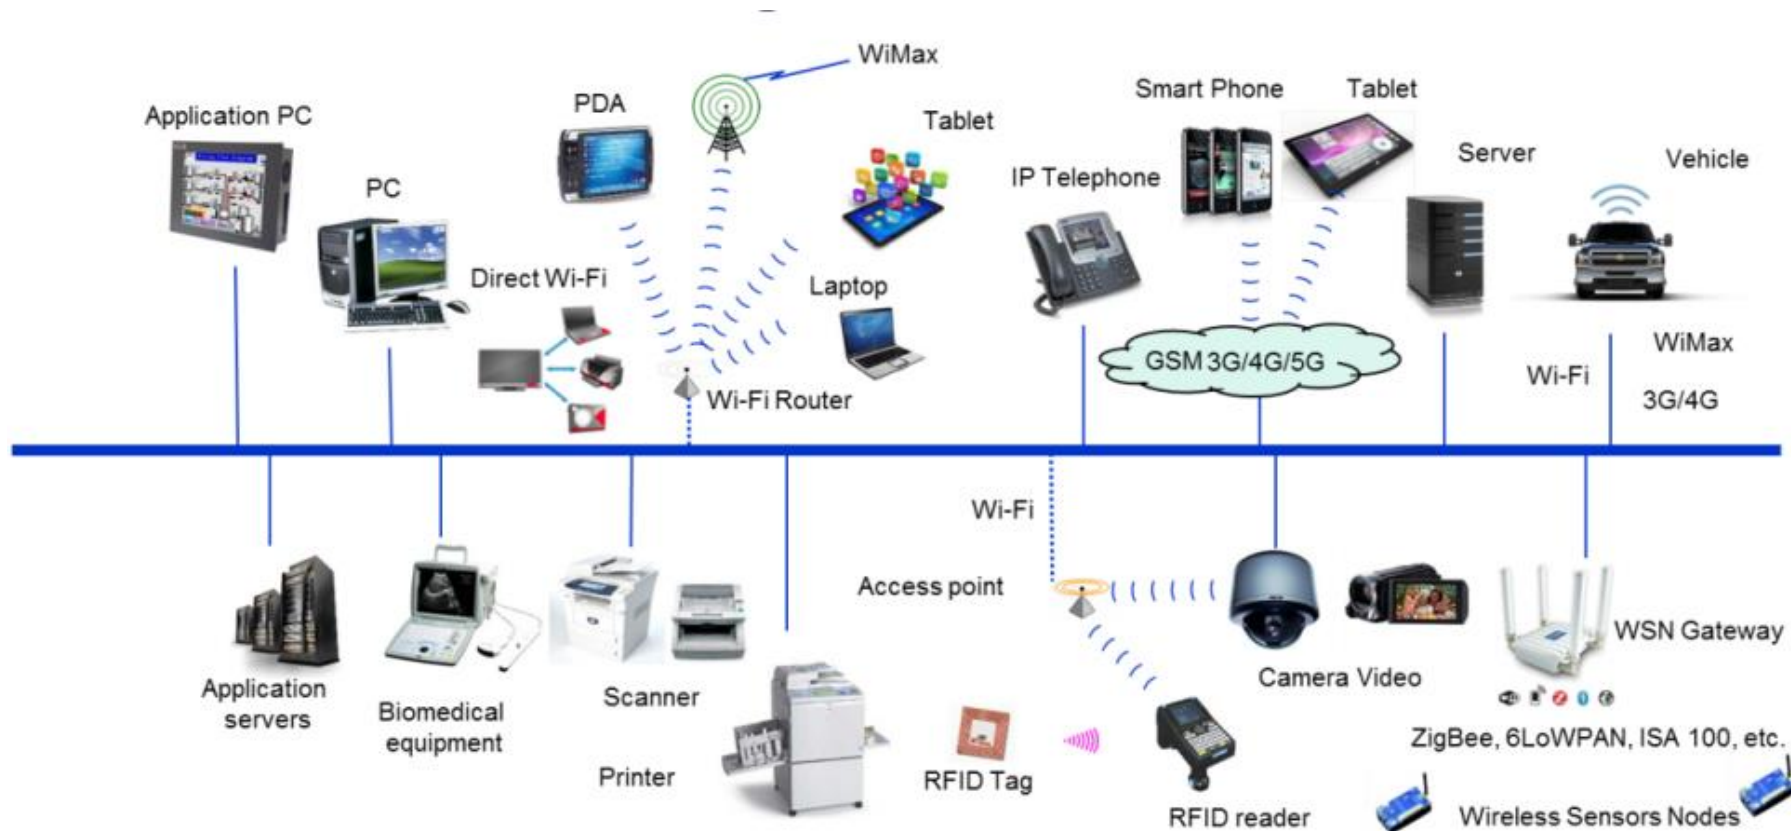 WiMax
Smart Phone
Tablet
PDA
Application PC
Tablet
Server
Vehicle
IP Telephone
PC
Direct Wi-Fi
Laptop
WiMax
GSM 3G/4G/5G
Wi-Fi
3G/4G
Wi-Fi Router
Wi-Fi
Access point
WSN Gateway
Camera Video
Application
servers
Scanner
Biomedical
equipment
ZigBee, 6LoWPAN, ISA 100, etc.
Printer
RFID Tag
RFID reader
Wireless Sensors Nodes